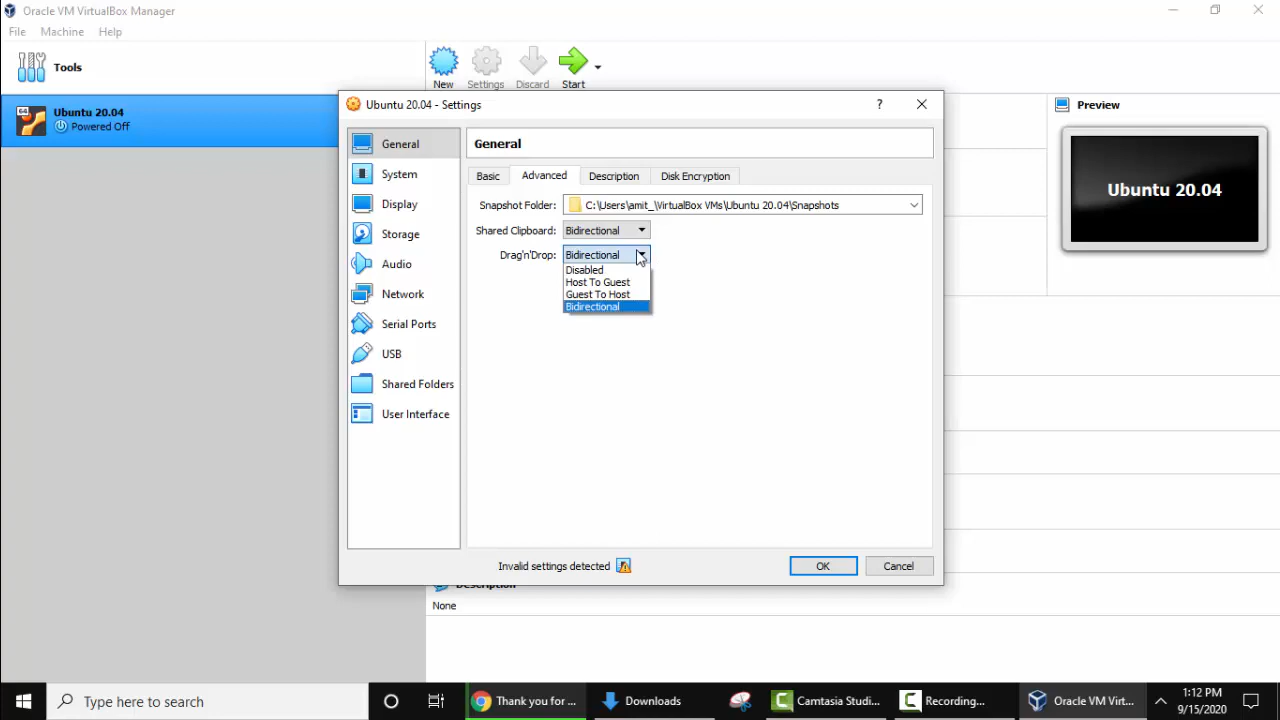 Oracle VM VirtualBox Manager
File Machine Help
Tools
New Settings Discard Start
64
Ubuntu 20.04
Powered Off
Ubuntu 20.04 - Settings
?
Preview
Ubuntu 20.04
General
System
Display
Storage
Audio
Network
Serial Ports
USB
Shared Folders
User Interface
General
Basic Advanced Description Disk Encryption
Snapshot Folder: C:\Users\amit_\VirtualBox VMs\Ubuntu 20.04\Snapshots
Shared Clipboard: Bidirectional
Drag'n'Drop: Bidirectional
Disabled
Host To Guest
Guest To Host
Bidirectional
Invalid settings detected
OK Cancel
Description
None
Type here to search
Thank you for ...
Downloads
Camtasia Studi...
Recording...
Oracle VM Virt...
1:12 PM
9/15/2020